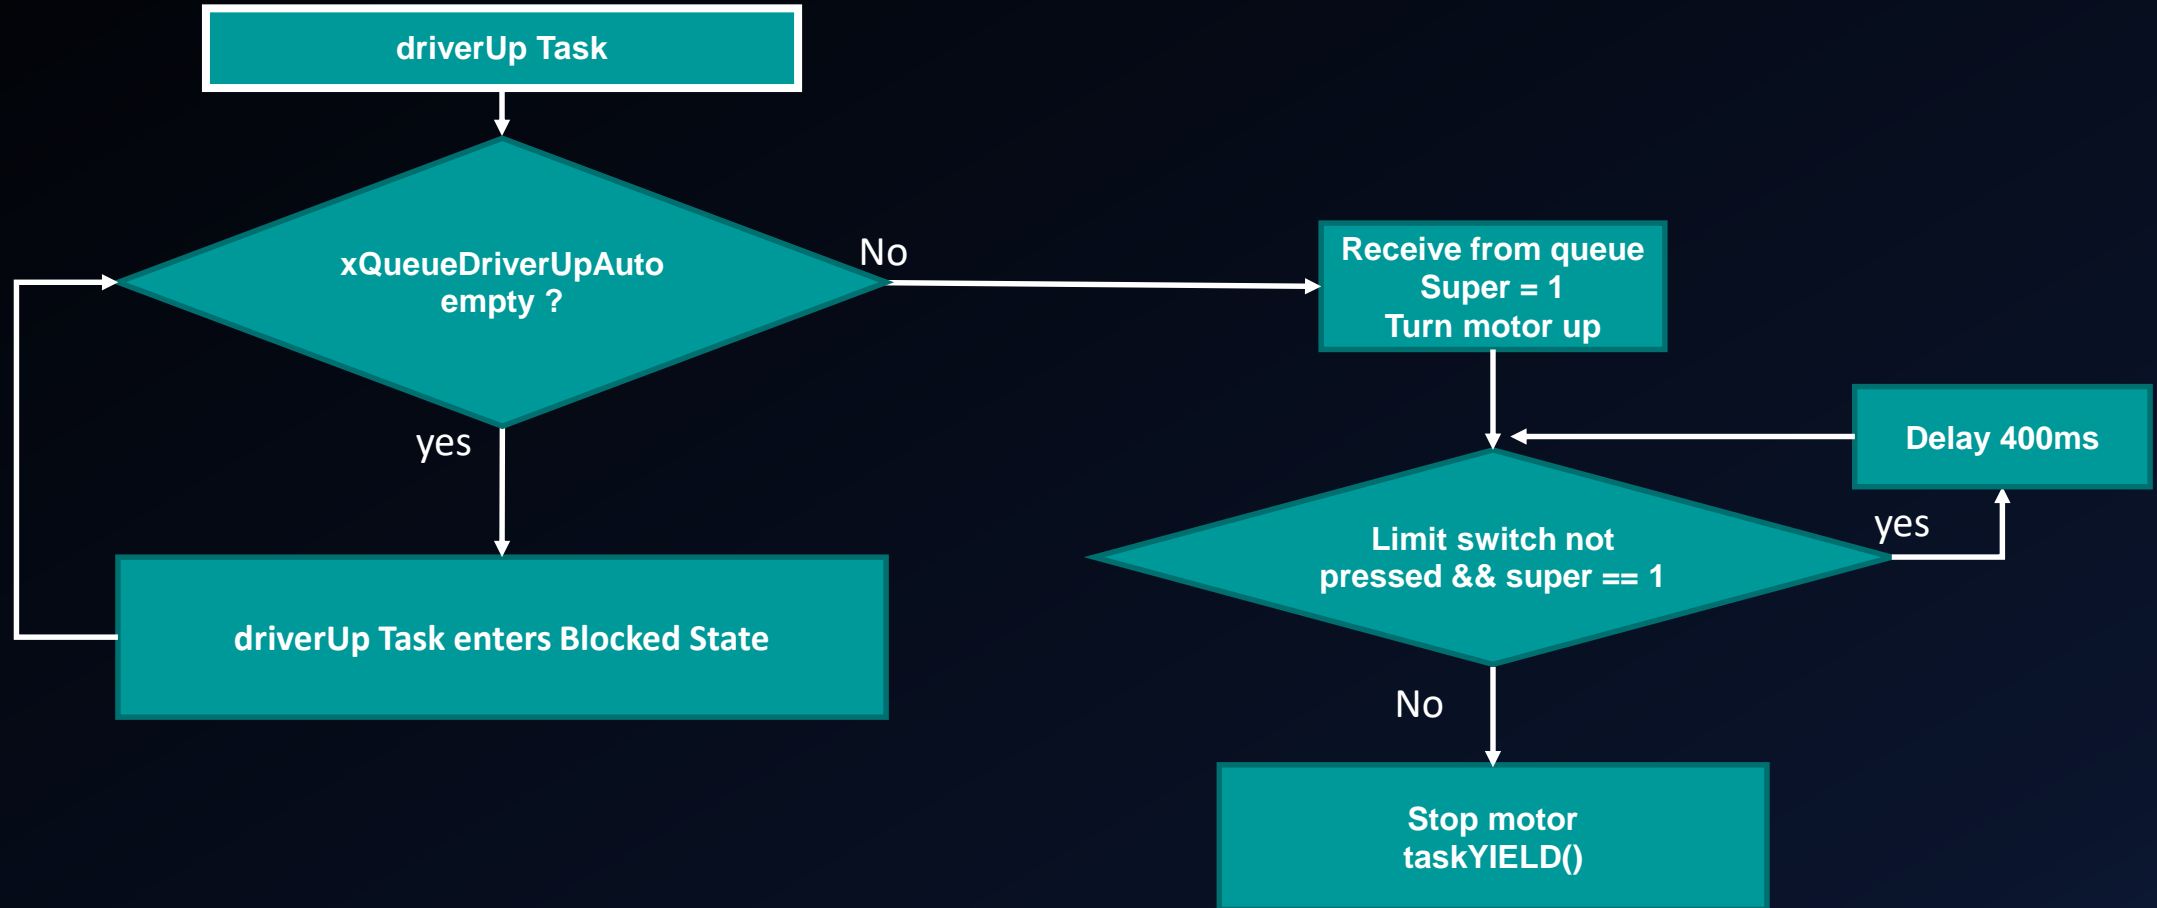 driverUp Task
xQueueDriverUpAuto
empty ?
No
yes
driverUp Task enters Blocked State
Receive from queue
Super = 1
Turn motor up
Delay 400ms
Limit switch not
pressed && super == 1
yes
No
Stop motor
taskYIELD()